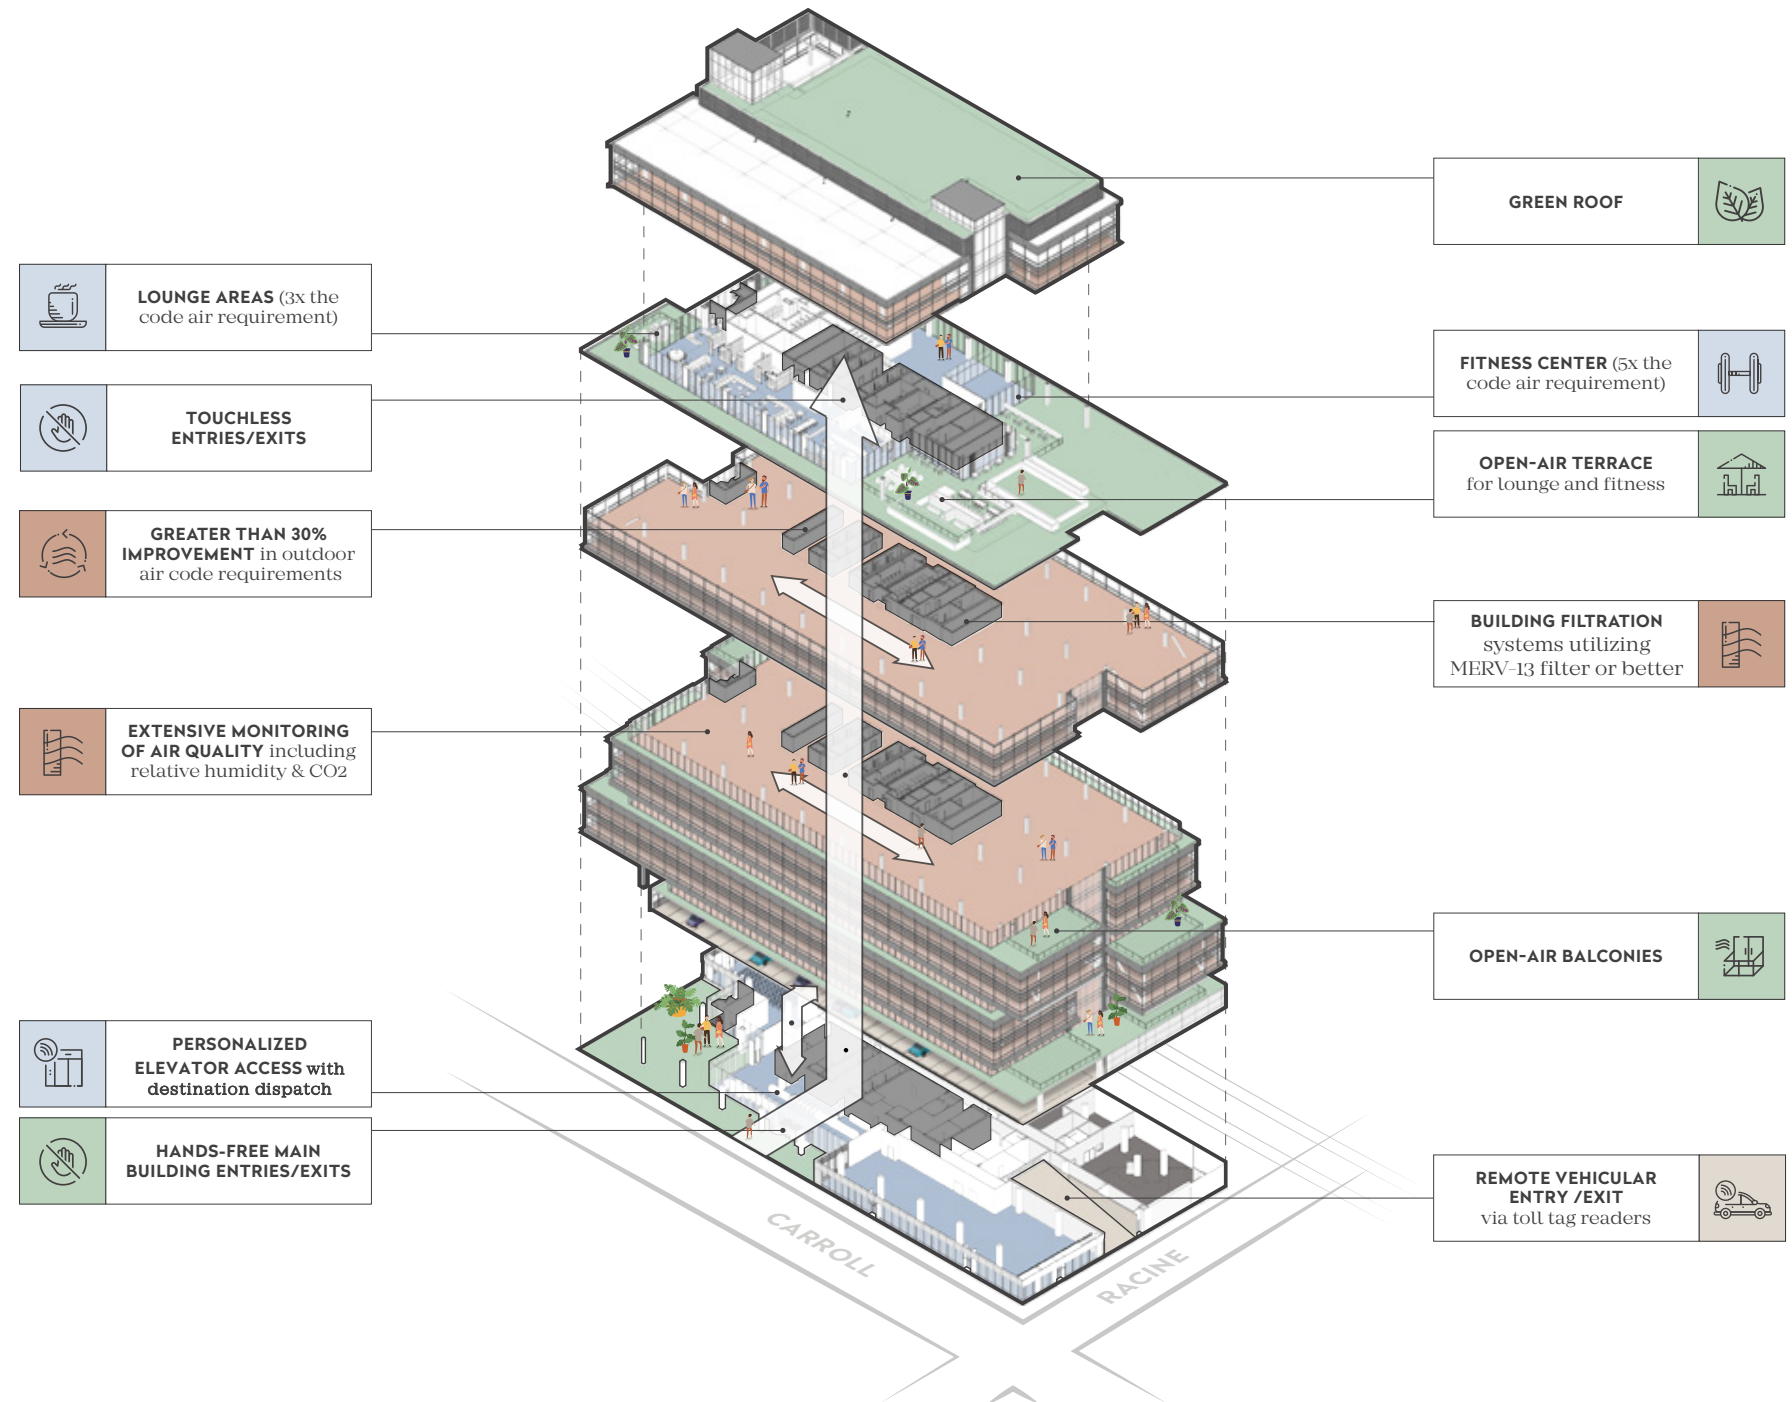 GREEN ROOF
LOUNGE AREAS (3x the
code air requirement)
FITNESS CENTER (5x the
code air requirement)
TOUCHLESS
ENTRIES/EXITS
OPEN-AIR TERRACE
for lounge and fitness
GREATER THAN 30%
IMPROVEMENT in outdoor
air code requirements
BUILDING FILTRATION
systems utilizing
MERV-13 filter or better
EXTENSIVE MONITORING
OF AIR QUALITY including
relative humidity & CO2
OPEN-AIR BALCONIES
PERSONALIZED
ELEVATOR ACCESS with
destination dispatch
HANDS-FREE MAIN
BUILDING ENTRIES/EXITS
REMOTE VEHICULAR
ENTRY /EXIT
via toll tag readers
CARROLL
RACINE